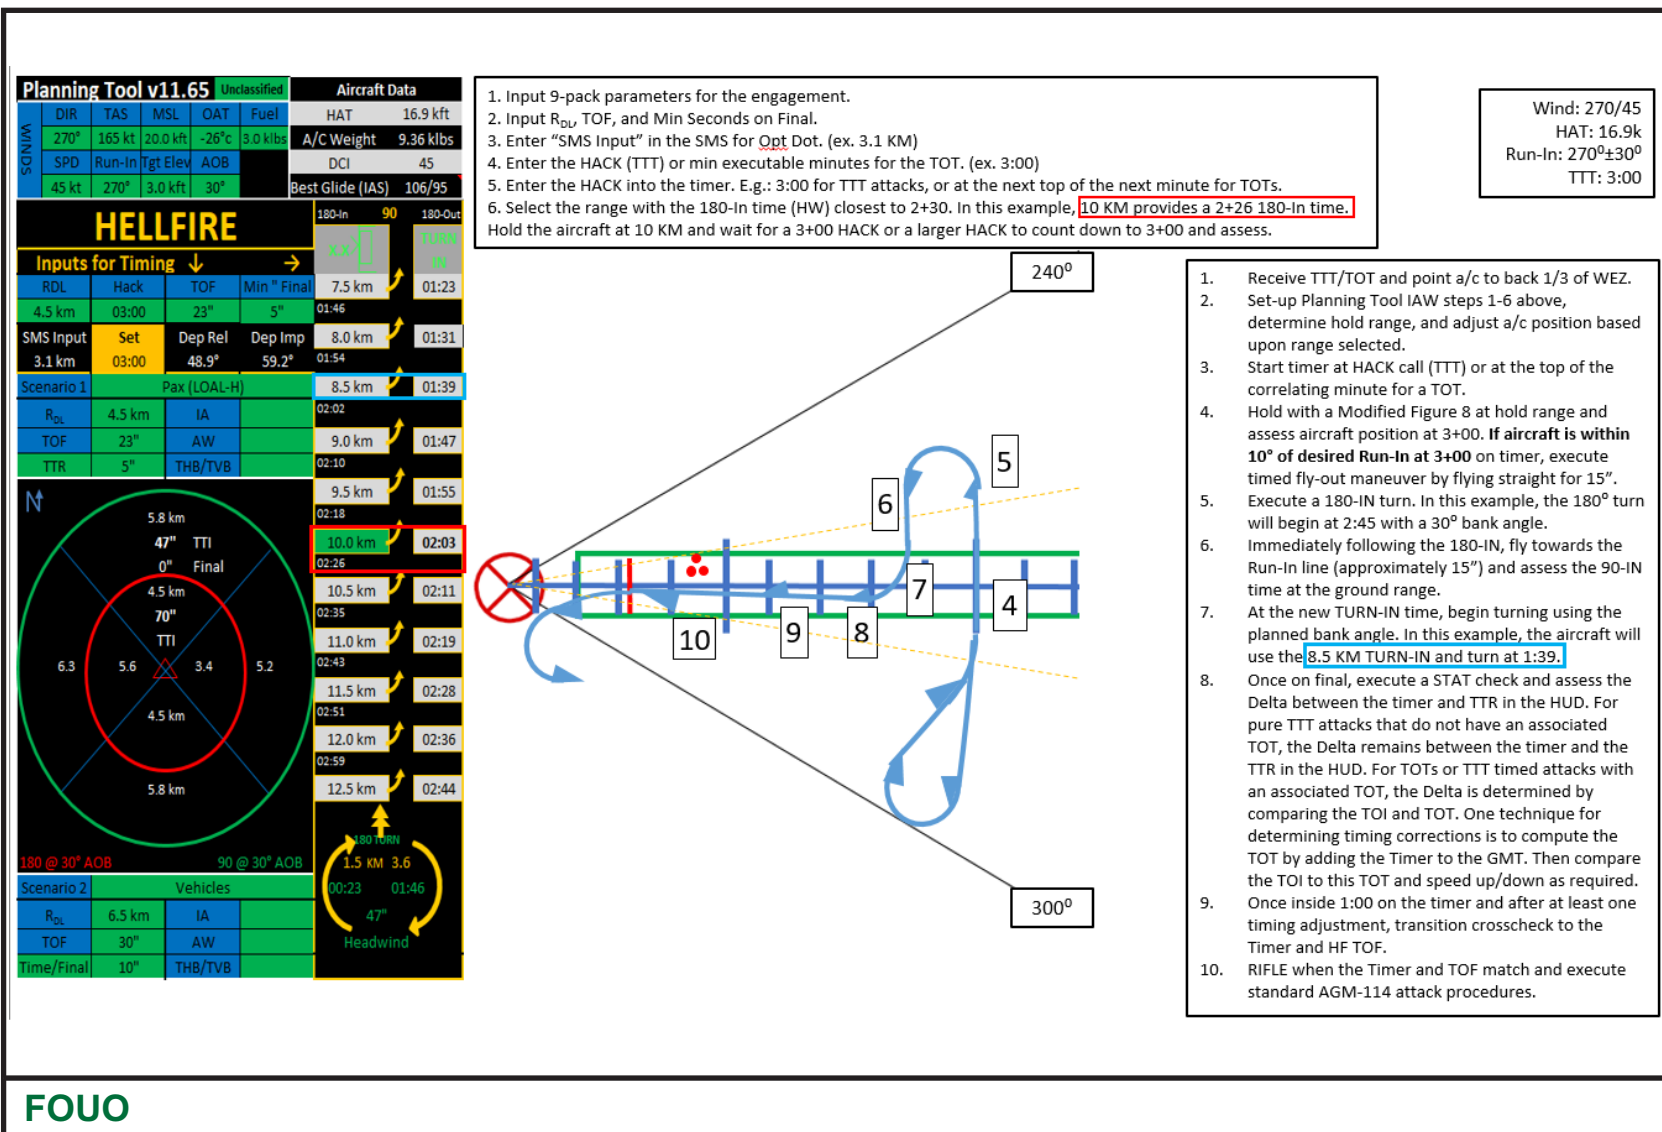 Planning Tool v11.65 Unclassified Aircraft Data
WINDS
DIR TAS MSL OAT Fuel HAT 16.9 kft
270° 165 kt 20.0 kft -26°c 3.0 klbs A/C Weight 9.36 klbs
SPD Run-In Tgt Elev AOB DCI 45
45 kt 270° 3.0 kft 30° Best Glide (IAS) 106/95
HELLFIRE
Inputs for Timing ↓ →
RDL Hack TOF Min " Final
4.5 km 03:00 23" 5"
SMS Input Set Dep Rel Dep Imp
3.1 km 03:00 48.9° 59.2°
Scenario 1 Pax (LOAL-H)
RDL 4.5 km IA
TOF 23" AW
TTR 5" THB/TVB
N
5.8 km
47" TTI
0" Final
4.5 km
70"
TTI
6.3 5.6 3.4 5.2
4.5 km
5.8 km
180 @ 30° AOB 90 @ 30° AOB
Scenario 2 Vehicles
RDL 6.5 km IA
TOF 30" AW
Time/Final 10" THB/TVB
180-In 90 180-Out
X.X
TURN
IN
7.5 km 01:23
01:46
8.0 km 01:31
01:54
8.5 km 01:39
02:02
9.0 km 01:47
02:10
9.5 km 01:55
02:18
10.0 km 02:03
02:26
10.5 km 02:11
02:35
11.0 km 02:19
02:43
11.5 km 02:28
02:51
12.0 km 02:36
02:59
12.5 km 02:44
180 TURN
1.5 KM 3.6
00:23 01:46
47"
Headwind
1. Input 9-pack parameters for the engagement.
2. Input RDL, TOF, and Min Seconds on Final.
3. Enter “SMS Input” in the SMS for Opt Dot. (ex. 3.1 KM)
4. Enter the HACK (TTT) or min executable minutes for the TOT. (ex. 3:00)
5. Enter the HACK into the timer. E.g.: 3:00 for TTT attacks, or at the next top of the next minute for TOTs.
6. Select the range with the 180-In time (HW) closest to 2+30. In this example, 10 KM provides a 2+26 180-In time.
Hold the aircraft at 10 KM and wait for a 3+00 HACK or a larger HACK to count down to 3+00 and assess.
Wind: 270/45
HAT: 16.9k
Run-In: 270⁰±30⁰
TTT: 3:00
240⁰
5
6
7
4
10
9
8
300⁰
1. Receive TTT/TOT and point a/c to back 1/3 of WEZ.
2. Set-up Planning Tool IAW steps 1-6 above,
determine hold range, and adjust a/c position based
upon range selected.
3. Start timer at HACK call (TTT) or at the top of the
correlating minute for a TOT.
4. Hold with a Modified Figure 8 at hold range and
assess aircraft position at 3+00. If aircraft is within
10° of desired Run-In at 3+00 on timer, execute
timed fly-out maneuver by flying straight for 15”.
5. Execute a 180-IN turn. In this example, the 180⁰ turn
will begin at 2:45 with a 30⁰ bank angle.
6. Immediately following the 180-IN, fly towards the
Run-In line (approximately 15”) and assess the 90-IN
time at the ground range.
7. At the new TURN-IN time, begin turning using the
planned bank angle. In this example, the aircraft will
use the 8.5 KM TURN-IN and turn at 1:39.
8. Once on final, execute a STAT check and assess the
Delta between the timer and TTR in the HUD. For
pure TTT attacks that do not have an associated
TOT, the Delta remains between the timer and the
TTR in the HUD. For TOTs or TTT timed attacks with
an associated TOT, the Delta is determined by
comparing the TOI and TOT. One technique for
determining timing corrections is to compute the
TOT by adding the Timer to the GMT. Then compare
the TOI to this TOT and speed up/down as required.
9. Once inside 1:00 on the timer and after at least one
timing adjustment, transition crosscheck to the
Timer and HF TOF.
10. RIFLE when the Timer and TOF match and execute
standard AGM-114 attack procedures.
FOUO